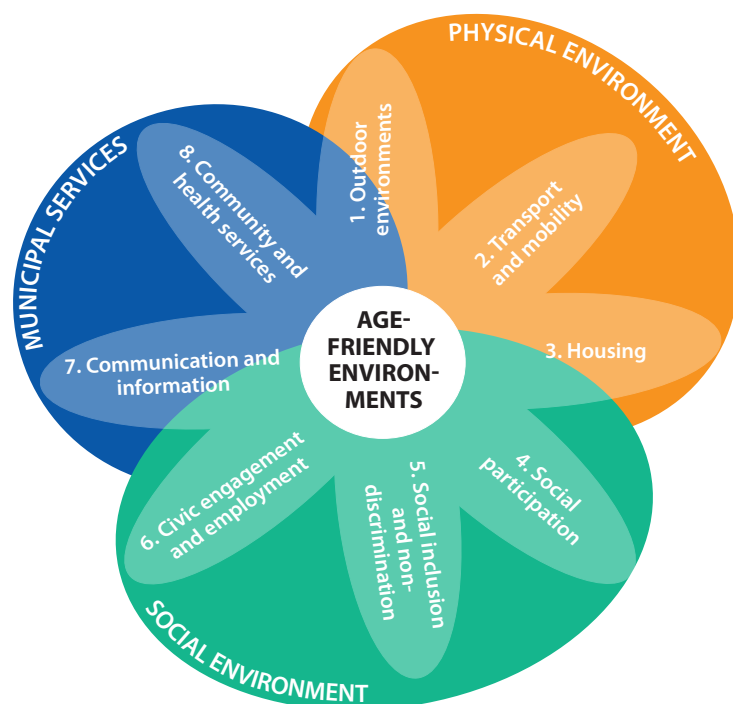 PHYSICAL ENVIRONMENT
MUNICIPAL SERVICES
SOCIAL ENVIRONMENT
AGE-
FRIENDLY
ENVIRON-
MENTS
1. Outdoor
environments
2. Transport
and mobility
3. Housing
4. Social
participation
5. Social inclusion
and non-
discrimination
6. Civic engagement
and employment
7. Communication and
information
8. Community and
health services